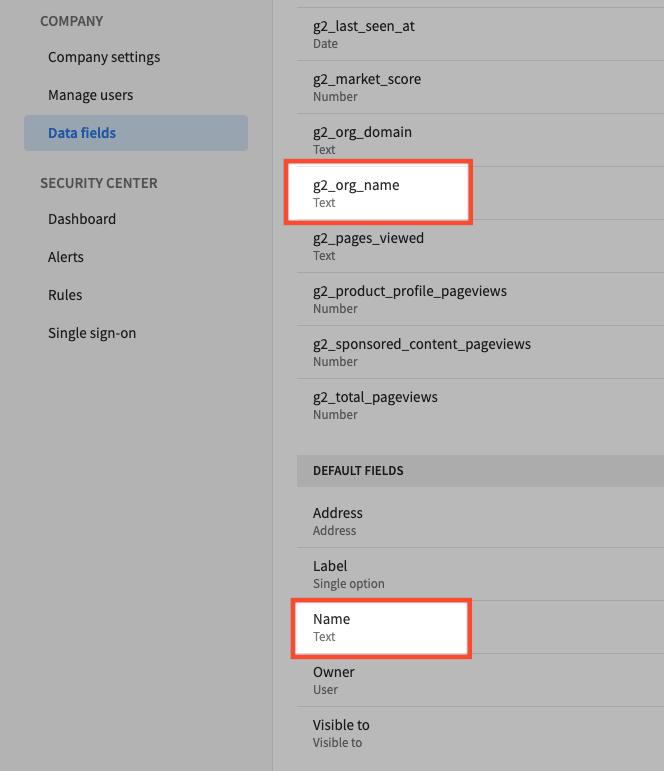 COMPANY
Company settings
Manage users
Data fields
SECURITY CENTER
Dashboard
Alerts
Rules
Single sign-on
g2_last_seen_at
Date
g2_market_score
Number
g2_org_domain
Text
g2_org_name
Text
g2_pages_viewed
Text
g2_product_profile_pageviews
Number
g2_sponsored_content_pageviews
Number
g2_total_pageviews
Number
DEFAULT FIELDS
Address
Address
Label
Single option
Name
Text
Owner
User
Visible to
Visible to